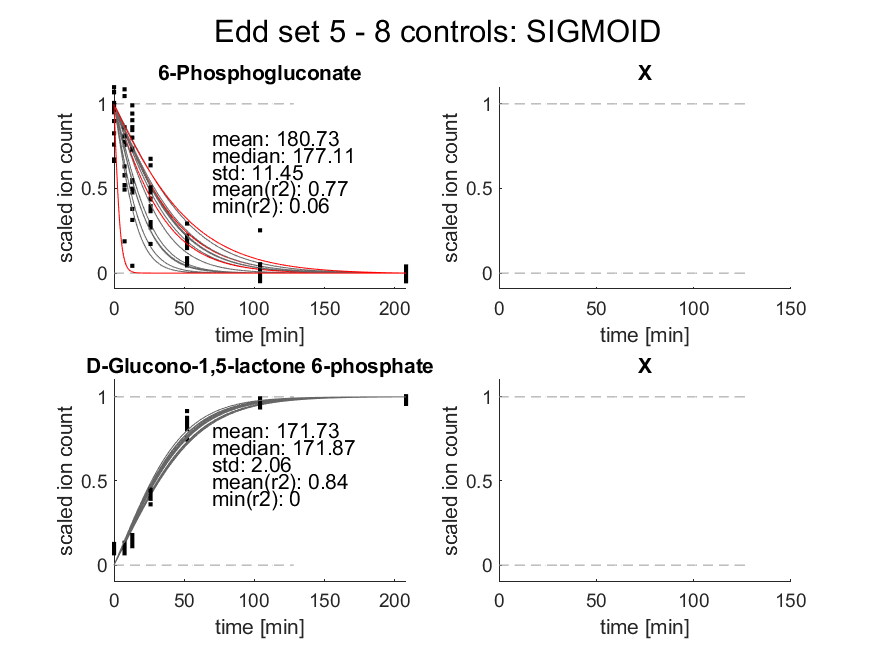 Edd set 5 - 8 controls: SIGMOID
6-Phosphogluconate
scaled ion count
1
0.5
0
mean: 180.73
median: 177.11
std: 11.45
mean(r2): 0.77
min(r2): 0.06
0 50 100 150 200
time [min]
X
scaled ion count
1
0.5
0
0 50 100 150
time [min]
D-Glucono-1,5-lactone 6-phosphate
scaled ion count
1
0.5
0
mean: 171.73
median: 171.87
std: 2.06
mean(r2): 0.84
min(r2): 0
0 50 100 150 200
time [min]
X
scaled ion count
1
0.5
0
0 50 100 150
time [min]